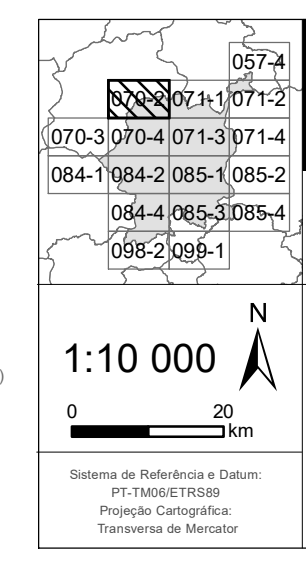 057-4
070-2 071-1 071-2
070-3 070-4 071-3 071-4
084-1 084-2 085-1 085-2
084-4 085-3 085-4
098-2 099-1
N
1:10 000
0 20
km
Sistema de Referência e Datum:
PT-TM06/ETRS89
Projeção Cartográfica:
Transversa de Mercator
)